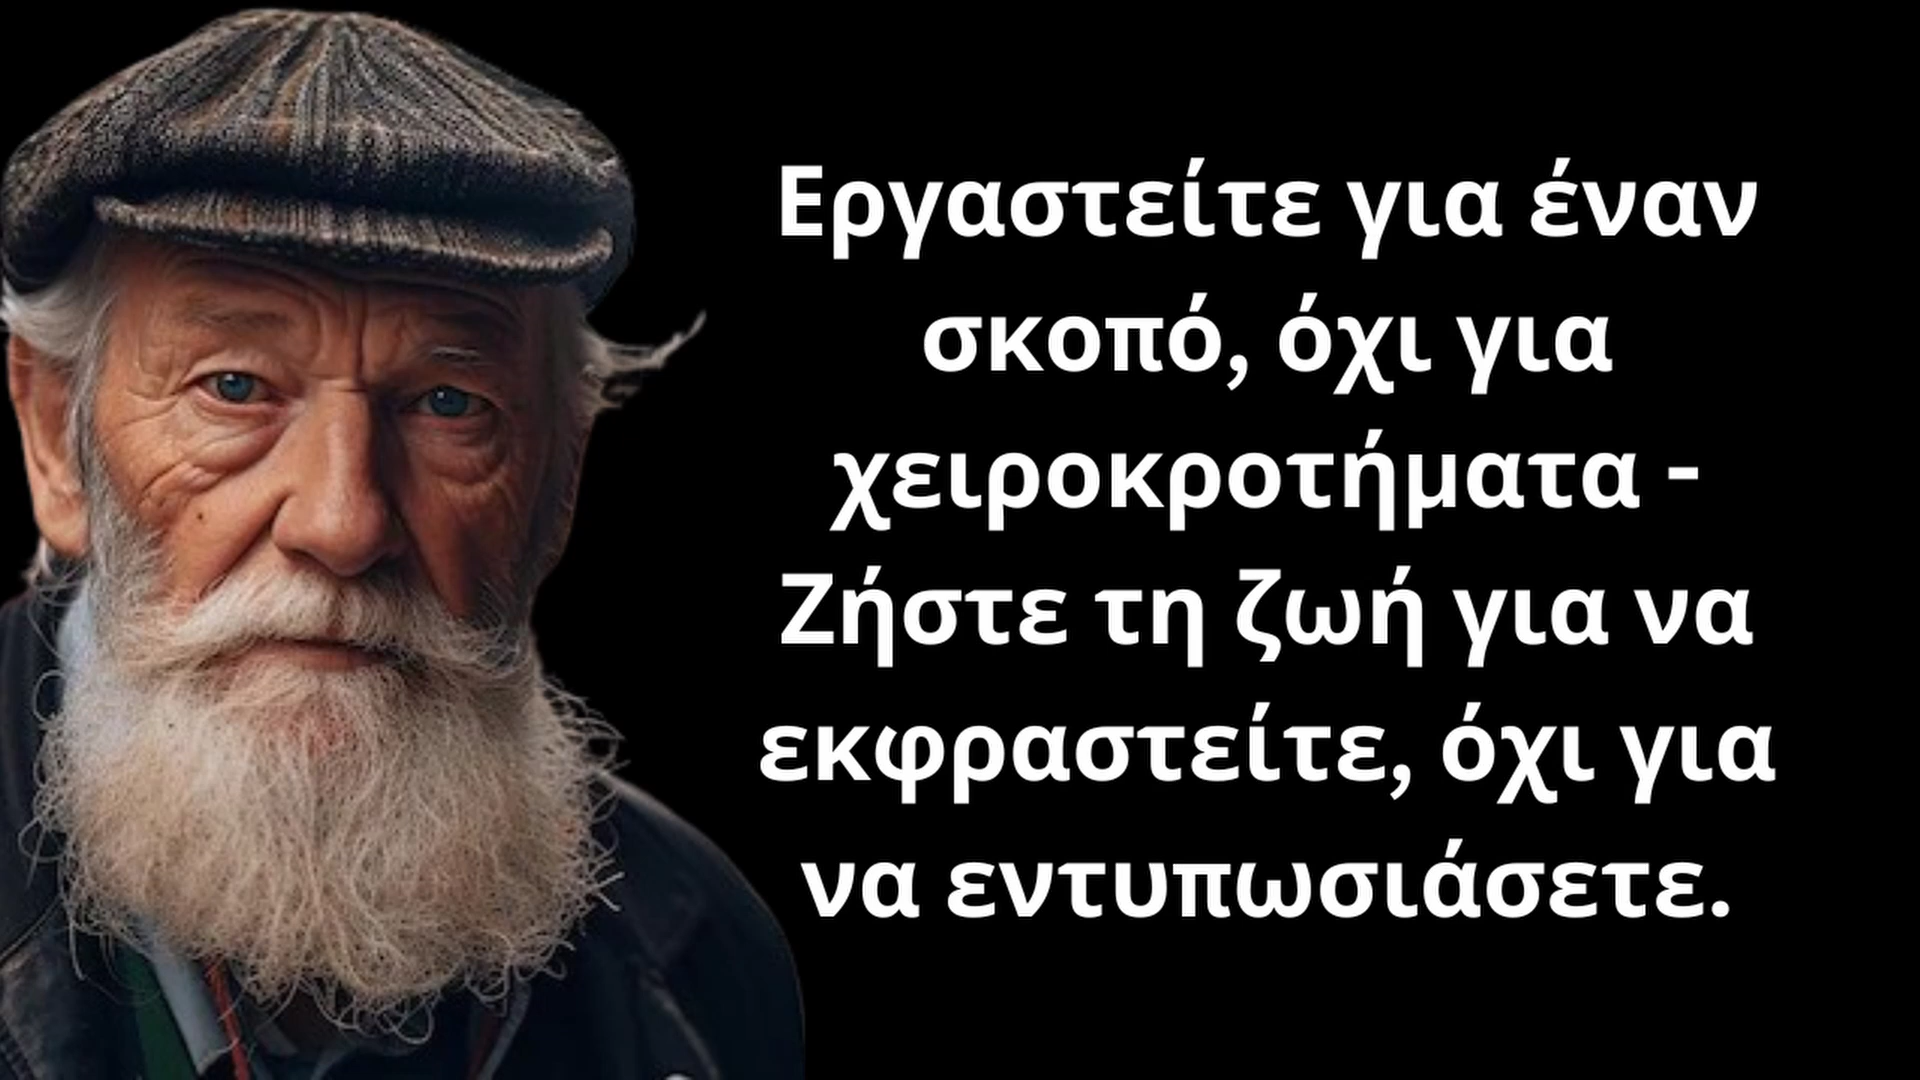 Εργαστείτε για έναν
σκοπό, όχι για
χειροκροτήματα -
Ζήστε τη ζωή για να
εκφραστείτε, όχι για
να εντυπωσιάσετε.